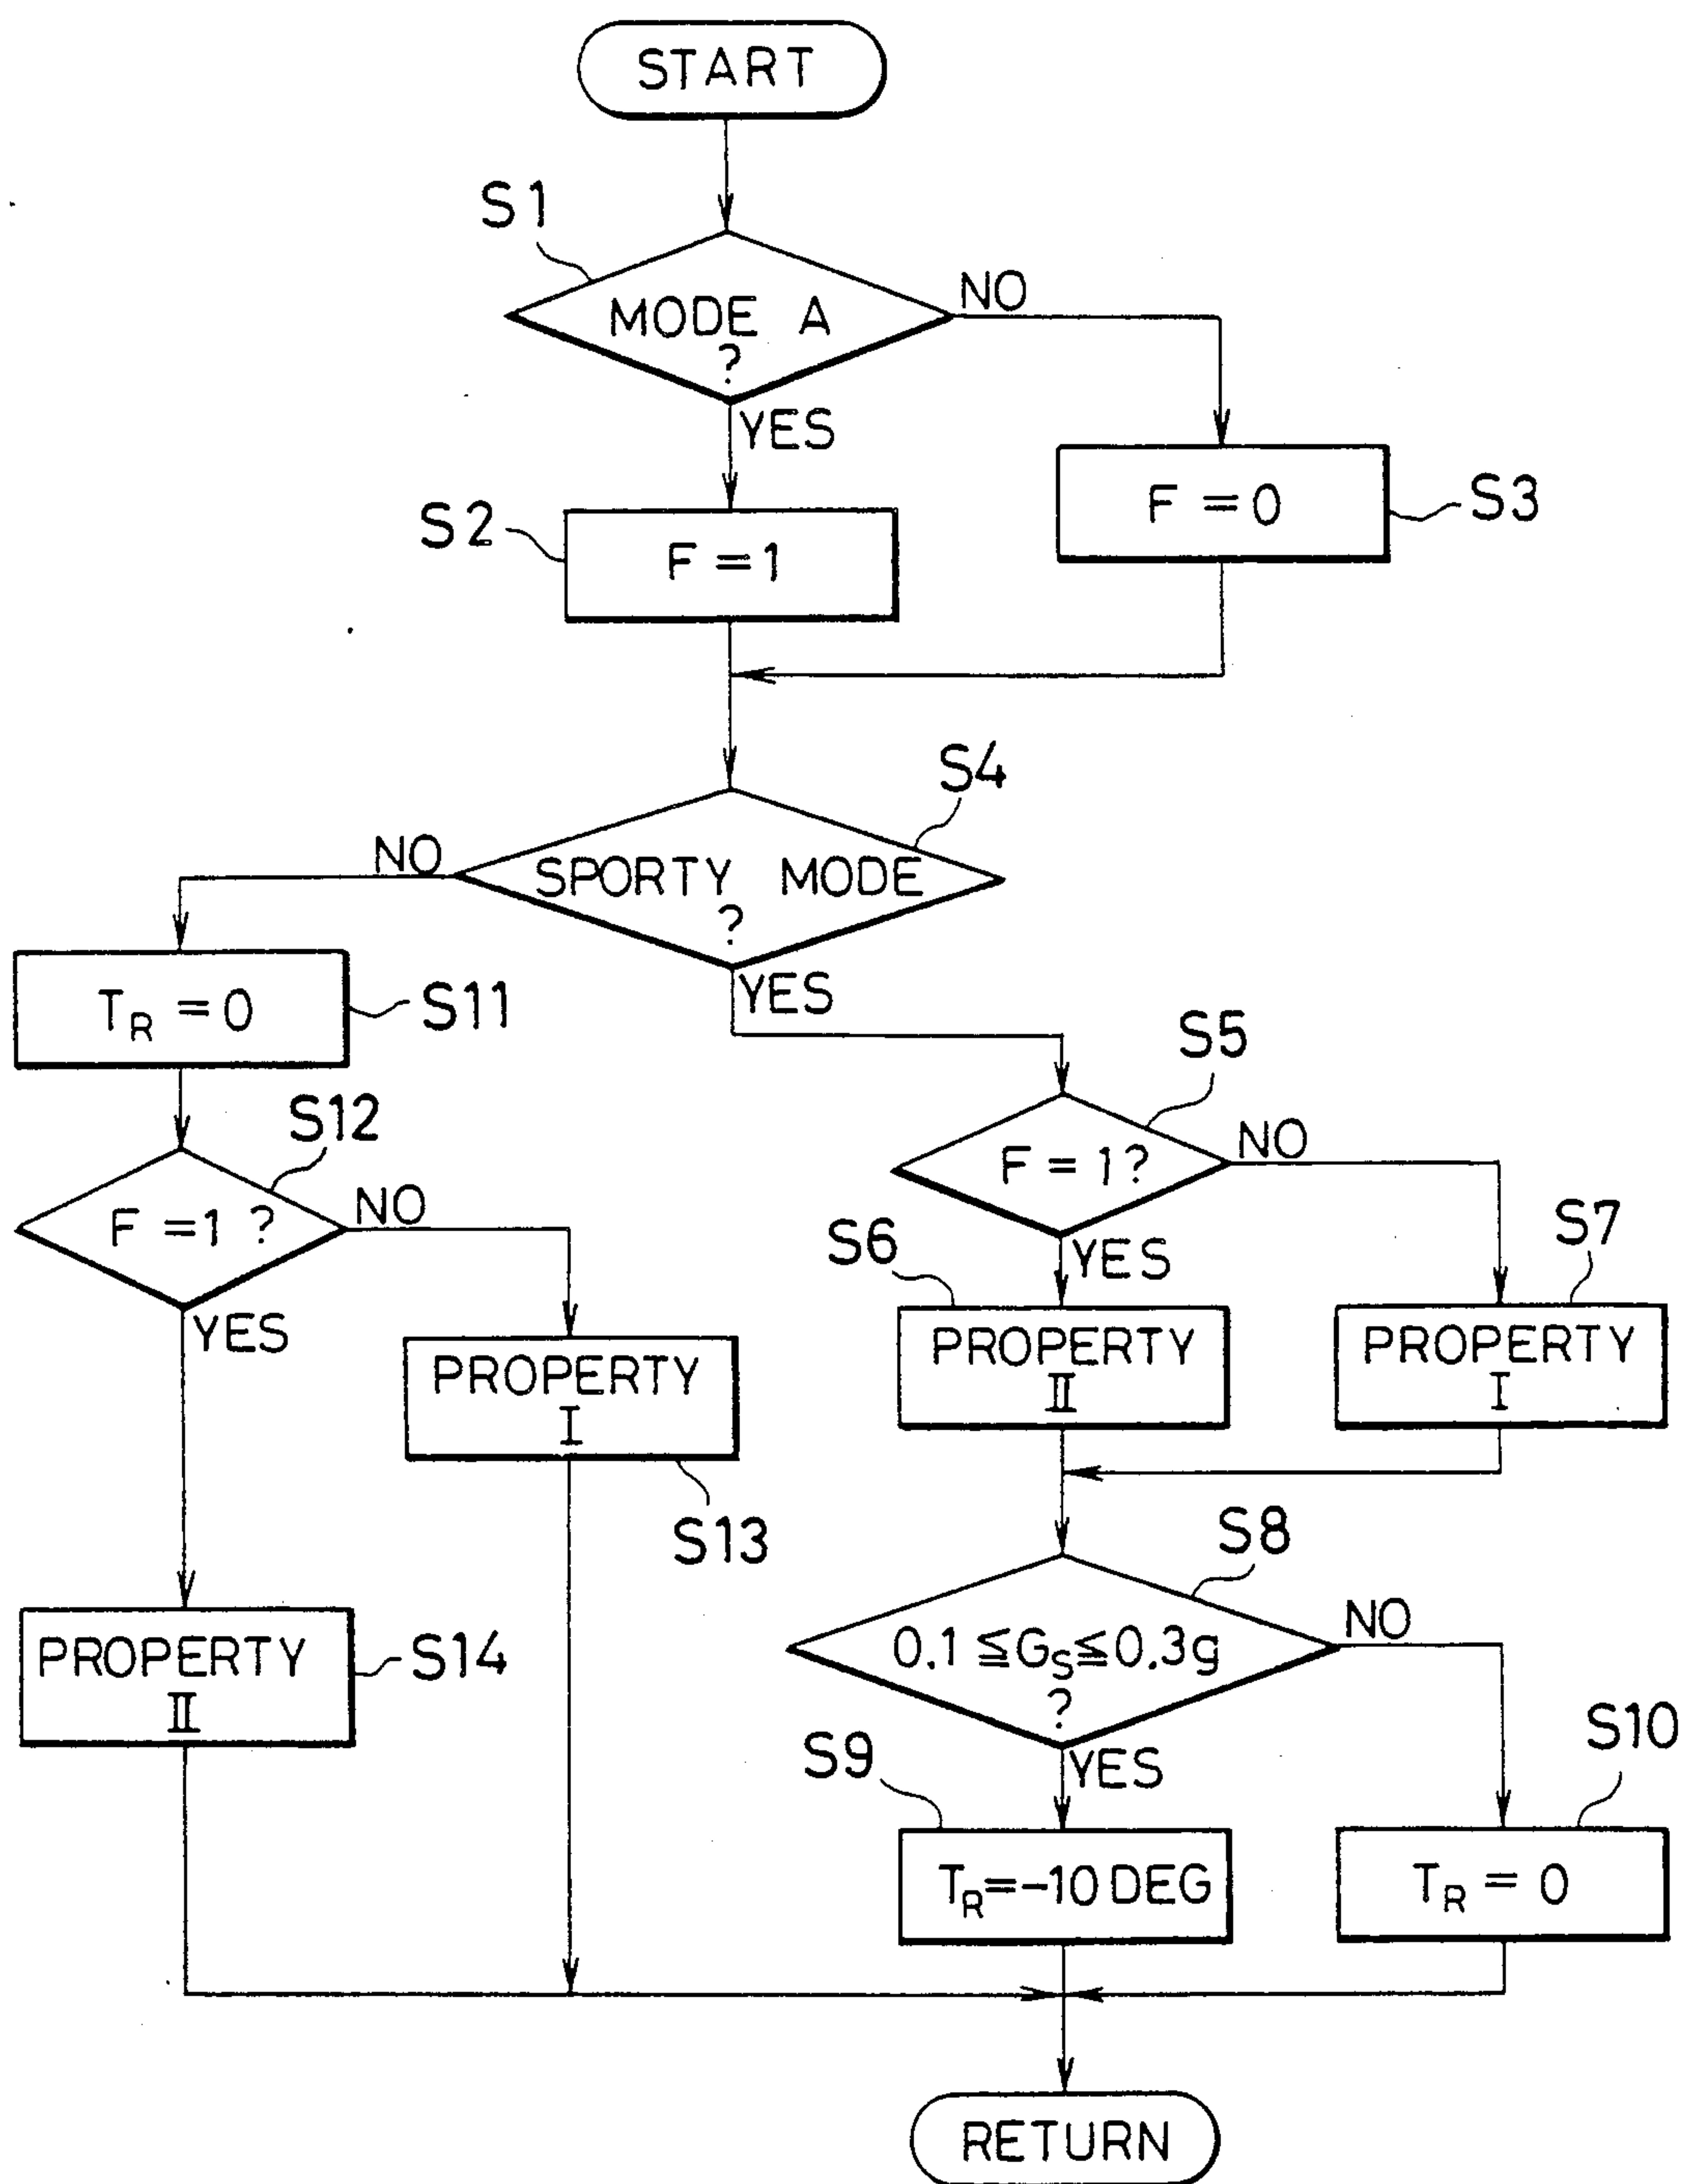 START
S1
MODE A
?
NO
YES
S2
F = 1
F = 0
S3
S4
NO
SPORTY MODE
?
YES
TR = 0
S11
S5
S12
F = 1?
NO
F = 1 ?
NO
YES
S6
YES
S7
PROPERTY
I
PROPERTY
II
PROPERTY
I
S13
S8
PROPERTY
II
S14
0.1 ≦ GS ≦ 0.3g
?
NO
YES
S9
S10
TR = -10 DEG
TR = 0
RETURN